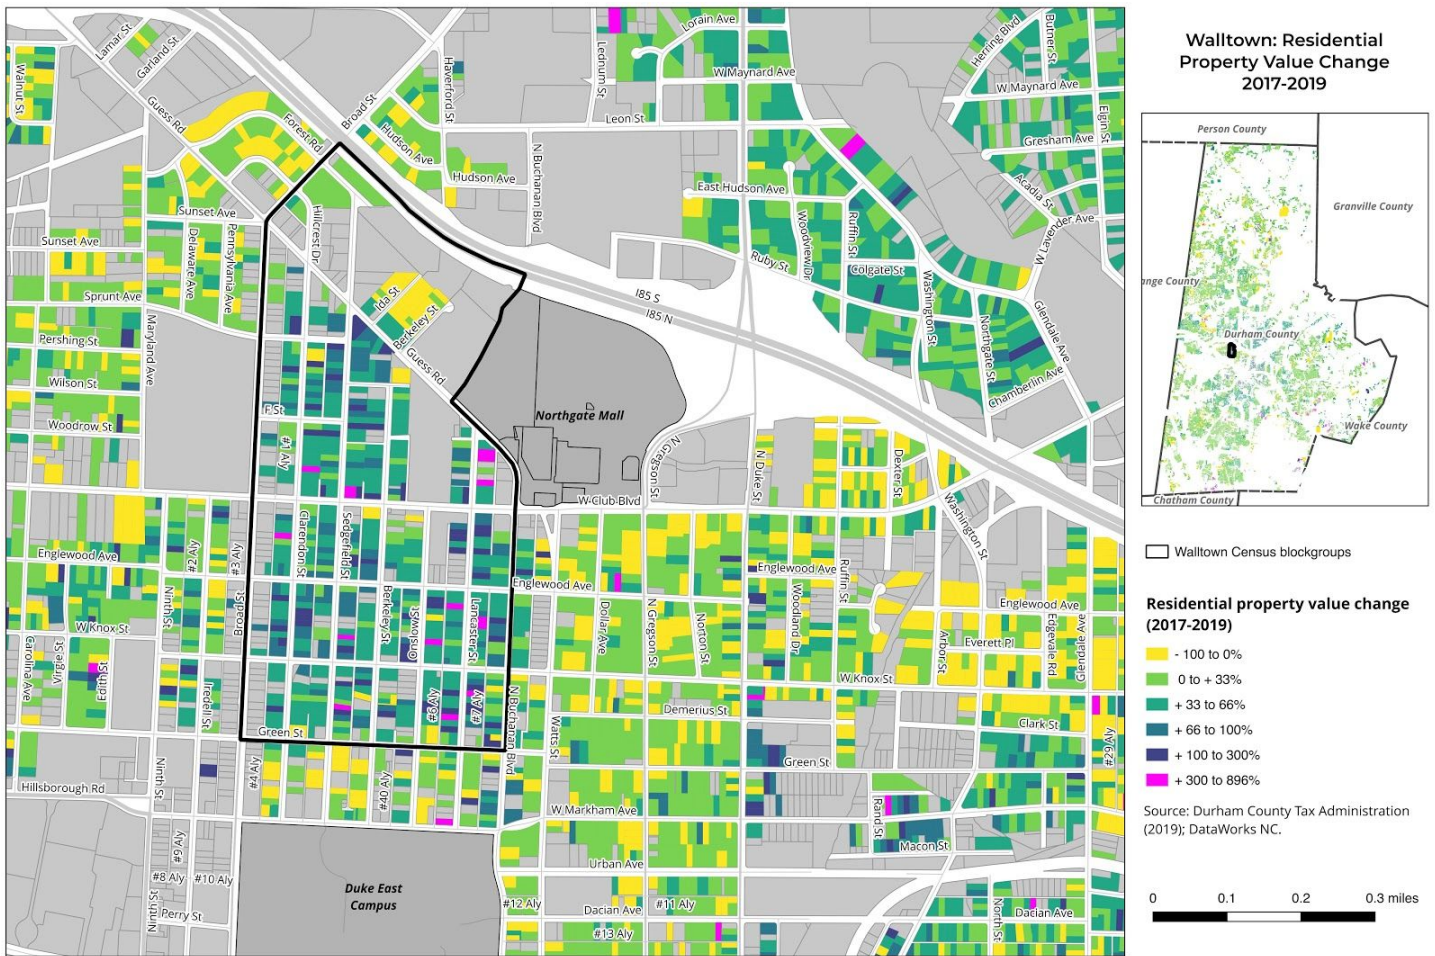 Walltown: Residential
Property Value Change
2017-2019
Person County
Granville County
ange County
Durham County
Wake County
Chatham County
Walltown Census blockgroups
Residential property value change
(2017-2019)
- 100 to 0%
0 to + 33%
+ 33 to 66%
+ 66 to 100%
+ 100 to 300%
+ 300 to 896%
Source: Durham County Tax Administration
(2019); DataWorks NC.
0 0.1 0.2 0.3 miles
Lamar St
Garland St
Walnut St
Guess Rd
Forest Rd
Broad St
Haverford St
Hudson Ave
Hudson Ave
Lednum St
Leon St
N Buchanan Blvd
Lorain Ave
W Maynard Ave
Herring Blvd
Butner St
W Maynard Ave
Elgin St
Gresham Ave
Acadia St
W Lavender Ave
East Hudson Ave
Woodview Dr
Ruffin St
Ruby St
Colgate St
Washington St
Northgate St
Glendale Ave
Chamberlin Ave
I85 S
I85 N
Sunset Ave
Sunset Ave
Delaware Ave
Pennsylvania Ave
Hillcrest Dr
Sprunt Ave
Ida St
Berkeley St
Guess Rd
Pershing St
Maryland Ave
Wilson St
Woodrow St
F St
#1 Aly
Northgate Mall
N Gregson St
N Duke St
Dexter St
Washington St
W Club Blvd
Englewood Ave
#2 Aly
#3 Aly
Clarendon St
Sedgefield St
Englewood Ave
Englewood Ave
Englewood Ave
Ninth St
Broad St
Berkeley St
Onslow St
Lancaster St
Dollar Ave
N Gregson St
Norton St
Woodland Dr
Ruffin St
Arbor St
Everett Pl
Edgevale Rd
Glendale Ave
W Knox St
W Knox St
Carolina Ave
Virgie St
Edith St
Iredell St
#6 Aly
#7 Aly
N Buchanan Blvd
Watts St
Demerius St
Clark St
Green St
Green St
#26 Aly
Hillsborough Rd
Ninth St
#4 Aly
#40 Aly
W Markham Ave
Rand St
Macon St
Urban Ave
#9 Aly
#8 Aly
#10 Aly
Duke East
Campus
#12 Aly
#11 Aly
Dacian Ave
Dacian Ave
North St
Ninth St
Perry St
#13 Aly